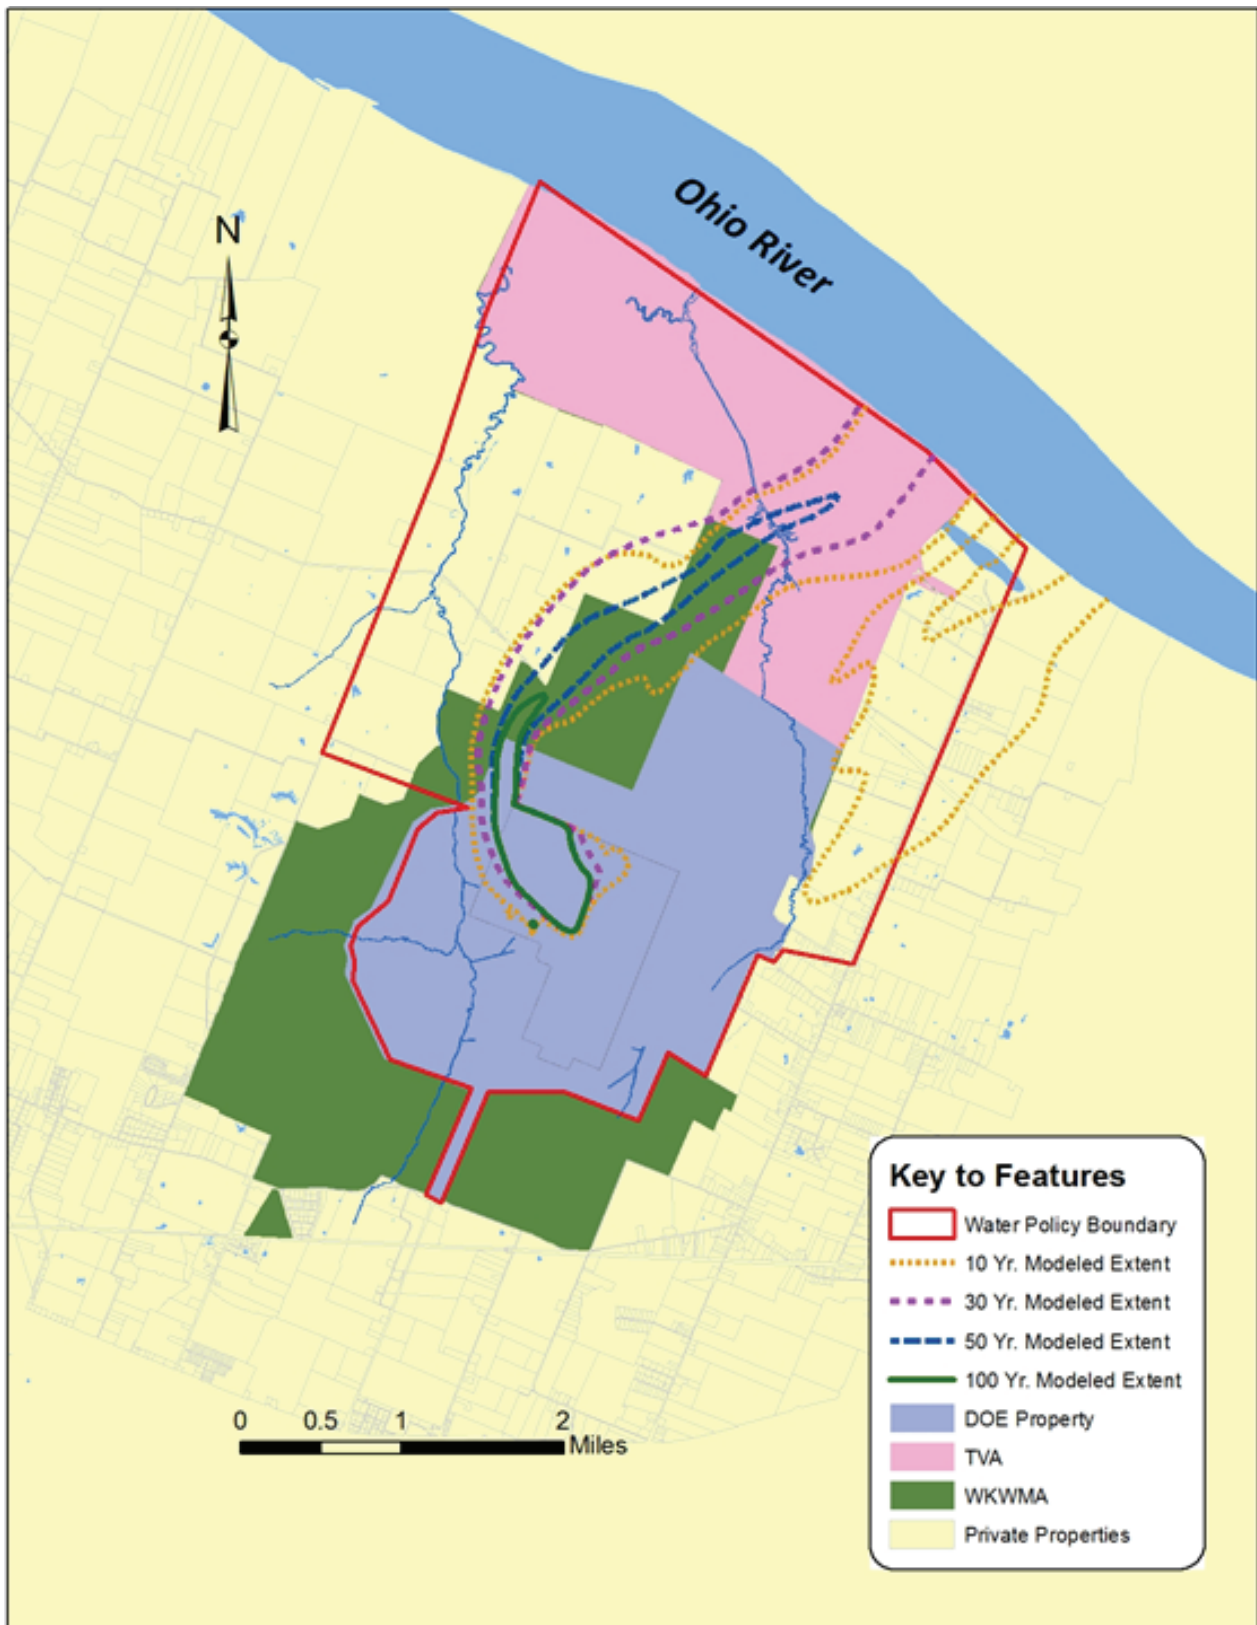 Ohio River
N
Key to Features
Water Policy Boundary
10 Yr. Modeled Extent
30 Yr. Modeled Extent
50 Yr. Modeled Extent
100 Yr. Modeled Extent
DOE Property
TVA
WKWMA
Private Properties
0 0.5 1 2
Miles